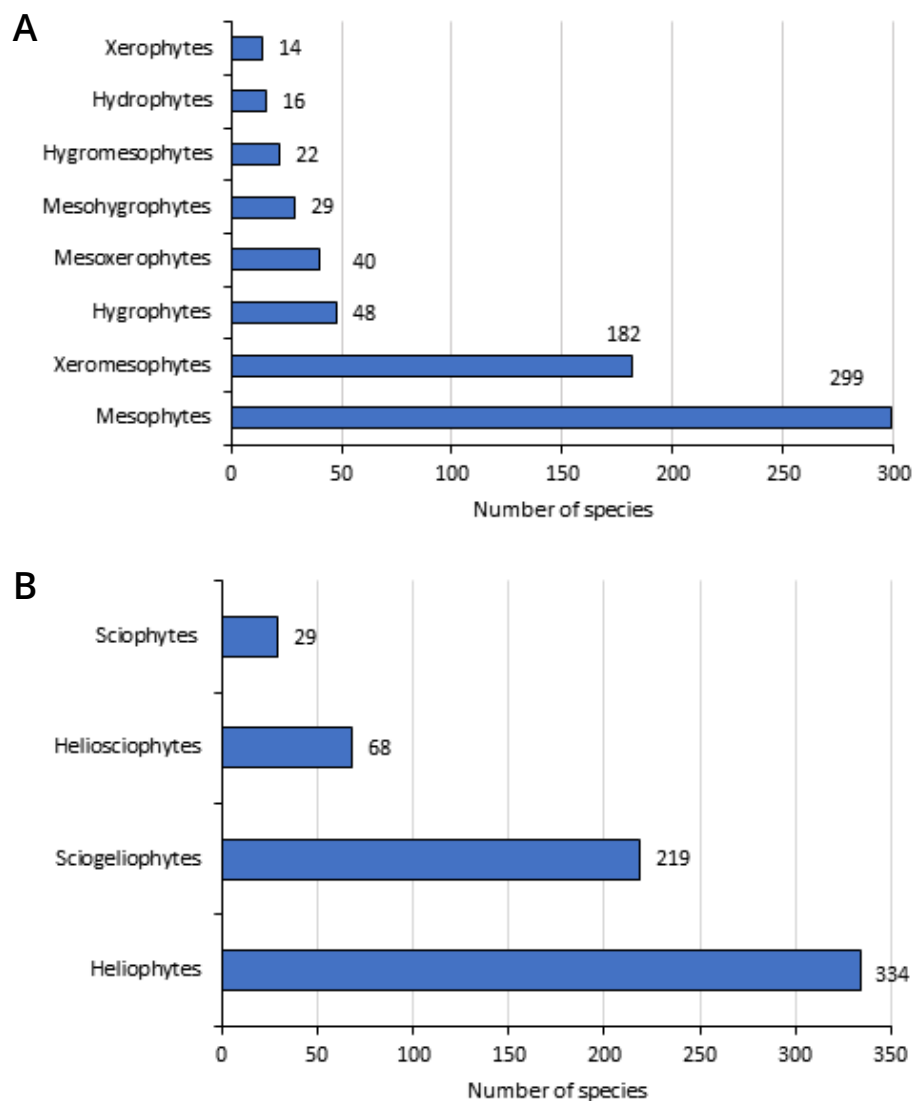 A
Xerophytes 14
Hydrophytes 16
Hygromesophytes 22
Mesohygrophytes 29
Mesoxerophytes 40
Hygrophytes 48
182
Xeromesophytes
299
Mesophytes
0 50 100 150 200 250 300
Number of species
B
Sciophytes 29
Heliosciophytes 68
Sciogeliophytes 219
Heliophytes 334
0 50 100 150 200 250 300 350
Number of species